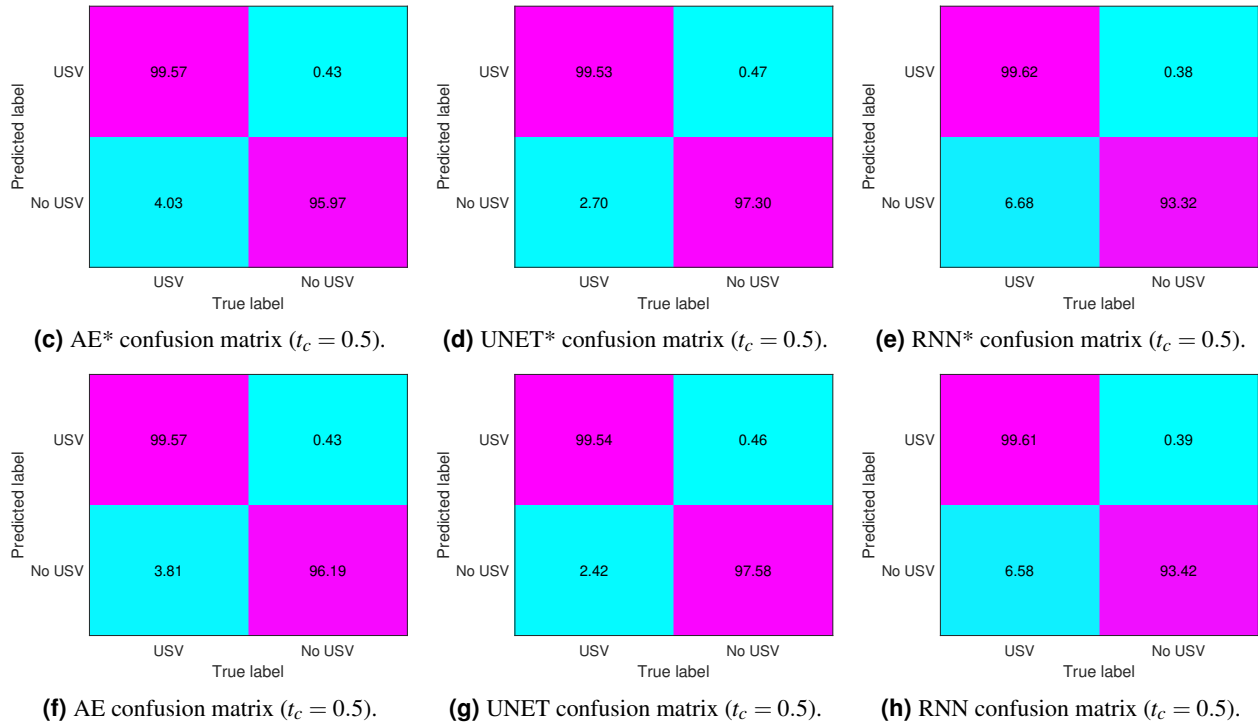 USV
99.57 0.43
No USV
4.03 95.97
Predicted label
USV No USV
True label
(c) AE* confusion matrix (t_c = 0.5).
USV
99.53 0.47
No USV
2.70 97.30
Predicted label
USV No USV
True label
(d) UNET* confusion matrix (t_c = 0.5).
USV
99.62 0.38
No USV
6.68 93.32
Predicted label
USV No USV
True label
(e) RNN* confusion matrix (t_c = 0.5).
USV
99.57 0.43
No USV
3.81 96.19
Predicted label
USV No USV
True label
(f) AE confusion matrix (t_c = 0.5).
USV
99.54 0.46
No USV
2.42 97.58
Predicted label
USV No USV
True label
(g) UNET confusion matrix (t_c = 0.5).
USV
99.61 0.39
No USV
6.58 93.42
Predicted label
USV No USV
True label
(h) RNN confusion matrix (t_c = 0.5).